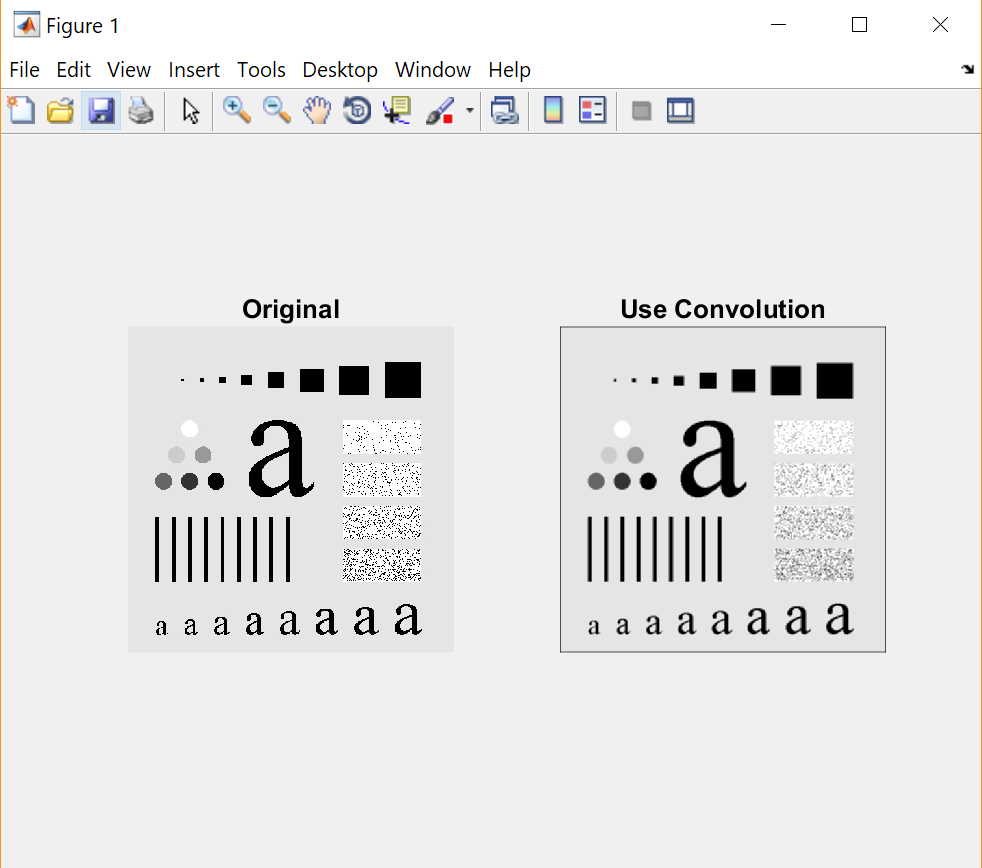 Figure 1
File Edit View Insert Tools Desktop Window Help
Original
Use Convolution
a
a
a a a a a a a a
a a a a a a a a